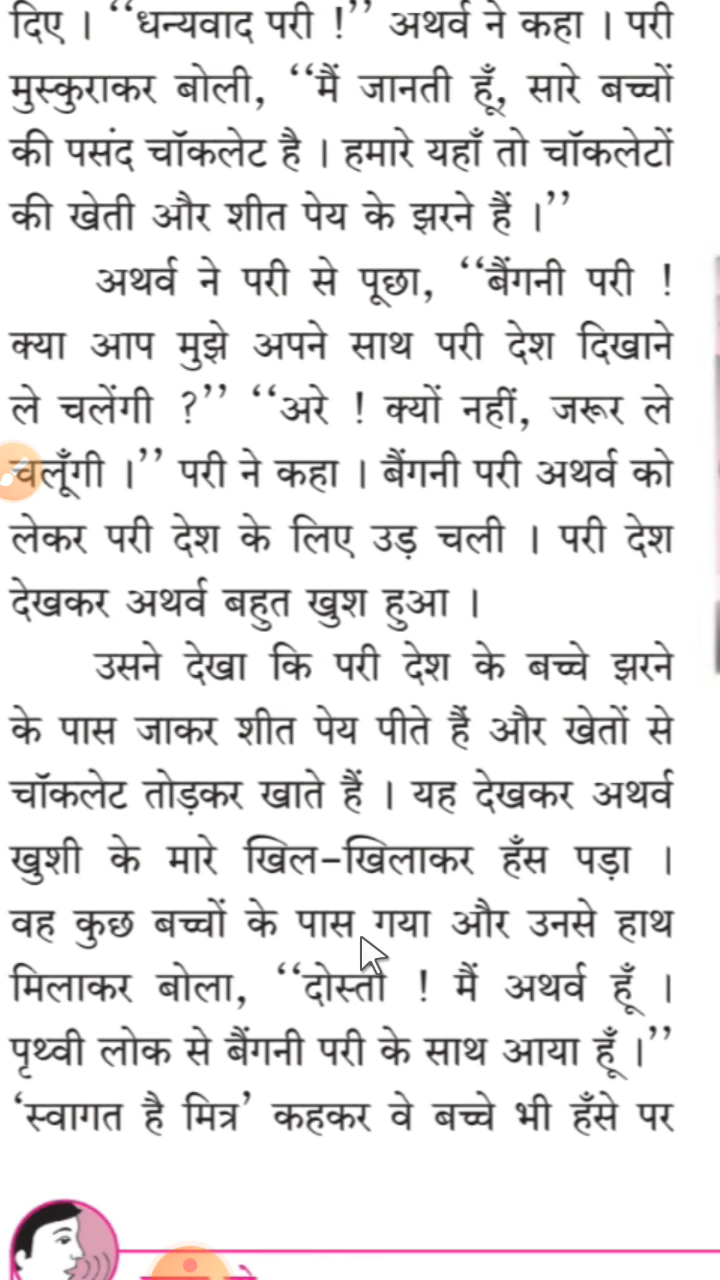 दिए । ‘‘धन्यवाद परी !’’ अथर्व ने कहा । परी
मुस्कुराकर बोली, ‘‘मैं जानती हूँ, सारे बच्चों
की पसंद चॉकलेट है । हमारे यहाँ तो चॉकलेटों
की खेती और शीत पेय के झरने हैं ।’’
अथर्व ने परी से पूछा, ‘‘बैंगनी परी !
क्या आप मुझे अपने साथ परी देश दिखाने
ले चलेंगी ?’’ ‘‘अरे ! क्यों नहीं, जरूर ले
चलूँगी ।’’ परी ने कहा । बैंगनी परी अथर्व को
लेकर परी देश के लिए उड़ चली । परी देश
देखकर अथर्व बहुत खुश हुआ ।
उसने देखा कि परी देश के बच्चे झरने
के पास जाकर शीत पेय पीते हैं और खेतों से
चॉकलेट तोड़कर खाते हैं । यह देखकर अथर्व
खुशी के मारे खिल-खिलाकर हँस पड़ा ।
वह कुछ बच्चों के पास गया और उनसे हाथ
मिलाकर बोला, ‘‘दोस्तो ! मैं अथर्व हूँ ।
पृथ्वी लोक से बैंगनी परी के साथ आया हूँ ।’’
‘स्वागत है मित्र’ कहकर वे बच्चे भी हँसे पर